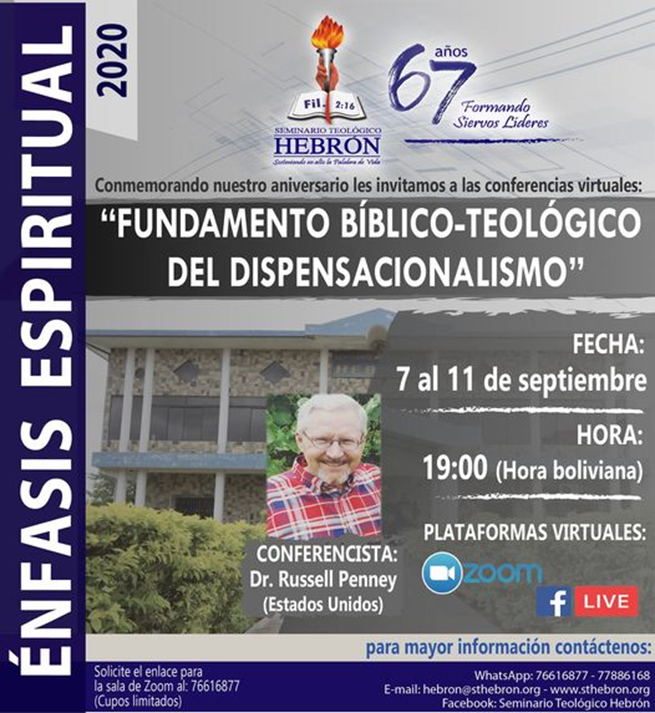 ÉNFASIS ESPIRITUAL
2020
Fil. 2:16
SEMINARIO TEOLÓGICO
HEBRÓN
Sosteniendo en alto la Palabra de Vida
67 años
Formando
Siervos Lideres
Conmemorando nuestro aniversario les invitamos a las conferencias virtuales:
“FUNDAMENTO BÍBLICO-TEOLÓGICO
DEL DISPENSACIONALISMO”
FECHA:
7 al 11 de septiembre
HORA:
19:00 (Hora boliviana)
PLATAFORMAS VIRTUALES:
zoom
f LIVE
CONFERENCISTA:
Dr. Russell Penney
(Estados Unidos)
para mayor información contáctenos:
Solicite el enlace para
la sala de Zoom al: 76616877
(Cupos limitados)
WhatsApp: 76616877 - 77886168
E-mail: hebron@sthebron.org - www.sthebron.org
Facebook: Seminario Teológico Hebrón